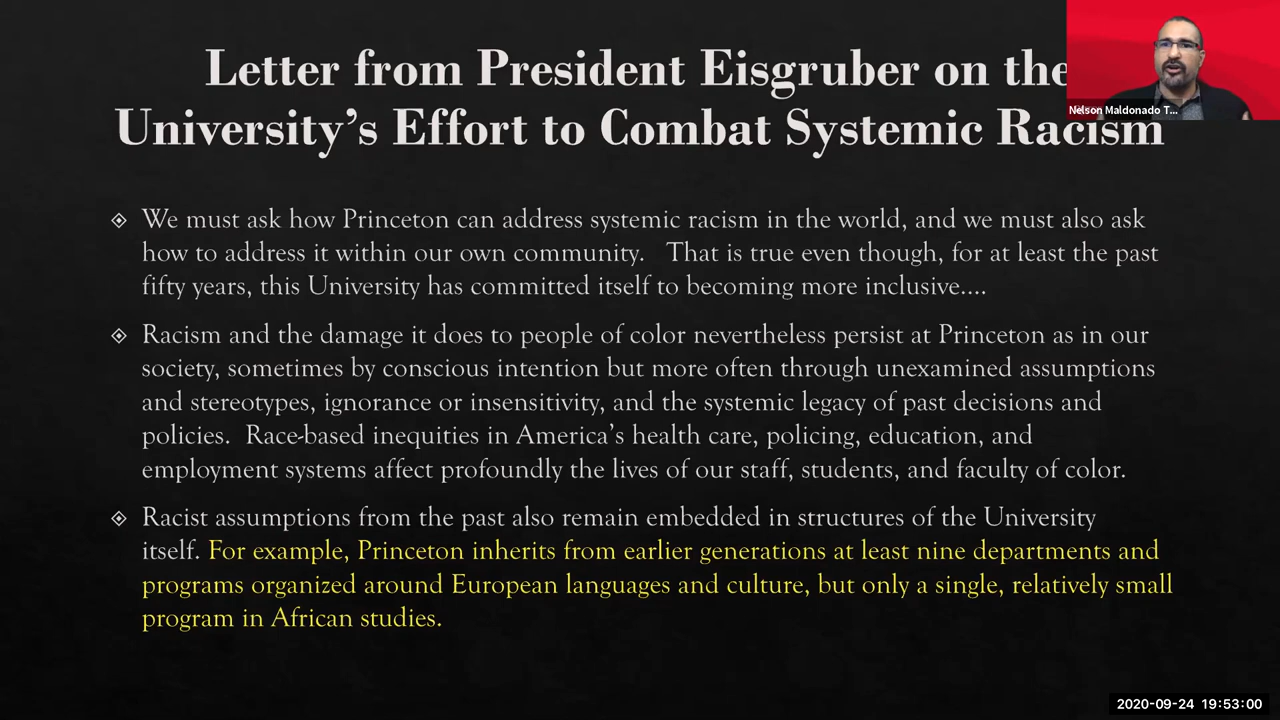 Letter from President Eisgruber on the
University's Effort to Combat Systemic Racism
Nelson Maldonado T...
We must ask how Princeton can address systemic racism in the world, and we must also ask
how to address it within our own community. That is true even though, for at least the past
fifty years, this University has committed itself to becoming more inclusive....
Racism and the damage it does to people of color nevertheless persist at Princeton as in our
society, sometimes by conscious intention but more often through unexamined assumptions
and stereotypes, ignorance or insensitivity, and the systemic legacy of past decisions and
policies. Race-based inequities in America's health care, policing, education, and
employment systems affect profoundly the lives of our staff, students, and faculty of color.
Racist assumptions from the past also remain embedded in structures of the University
itself. For example, Princeton inherits from earlier generations at least nine departments and
programs organized around European languages and culture, but only a single, relatively small
program in African studies.
2020-09-24 19:53:00